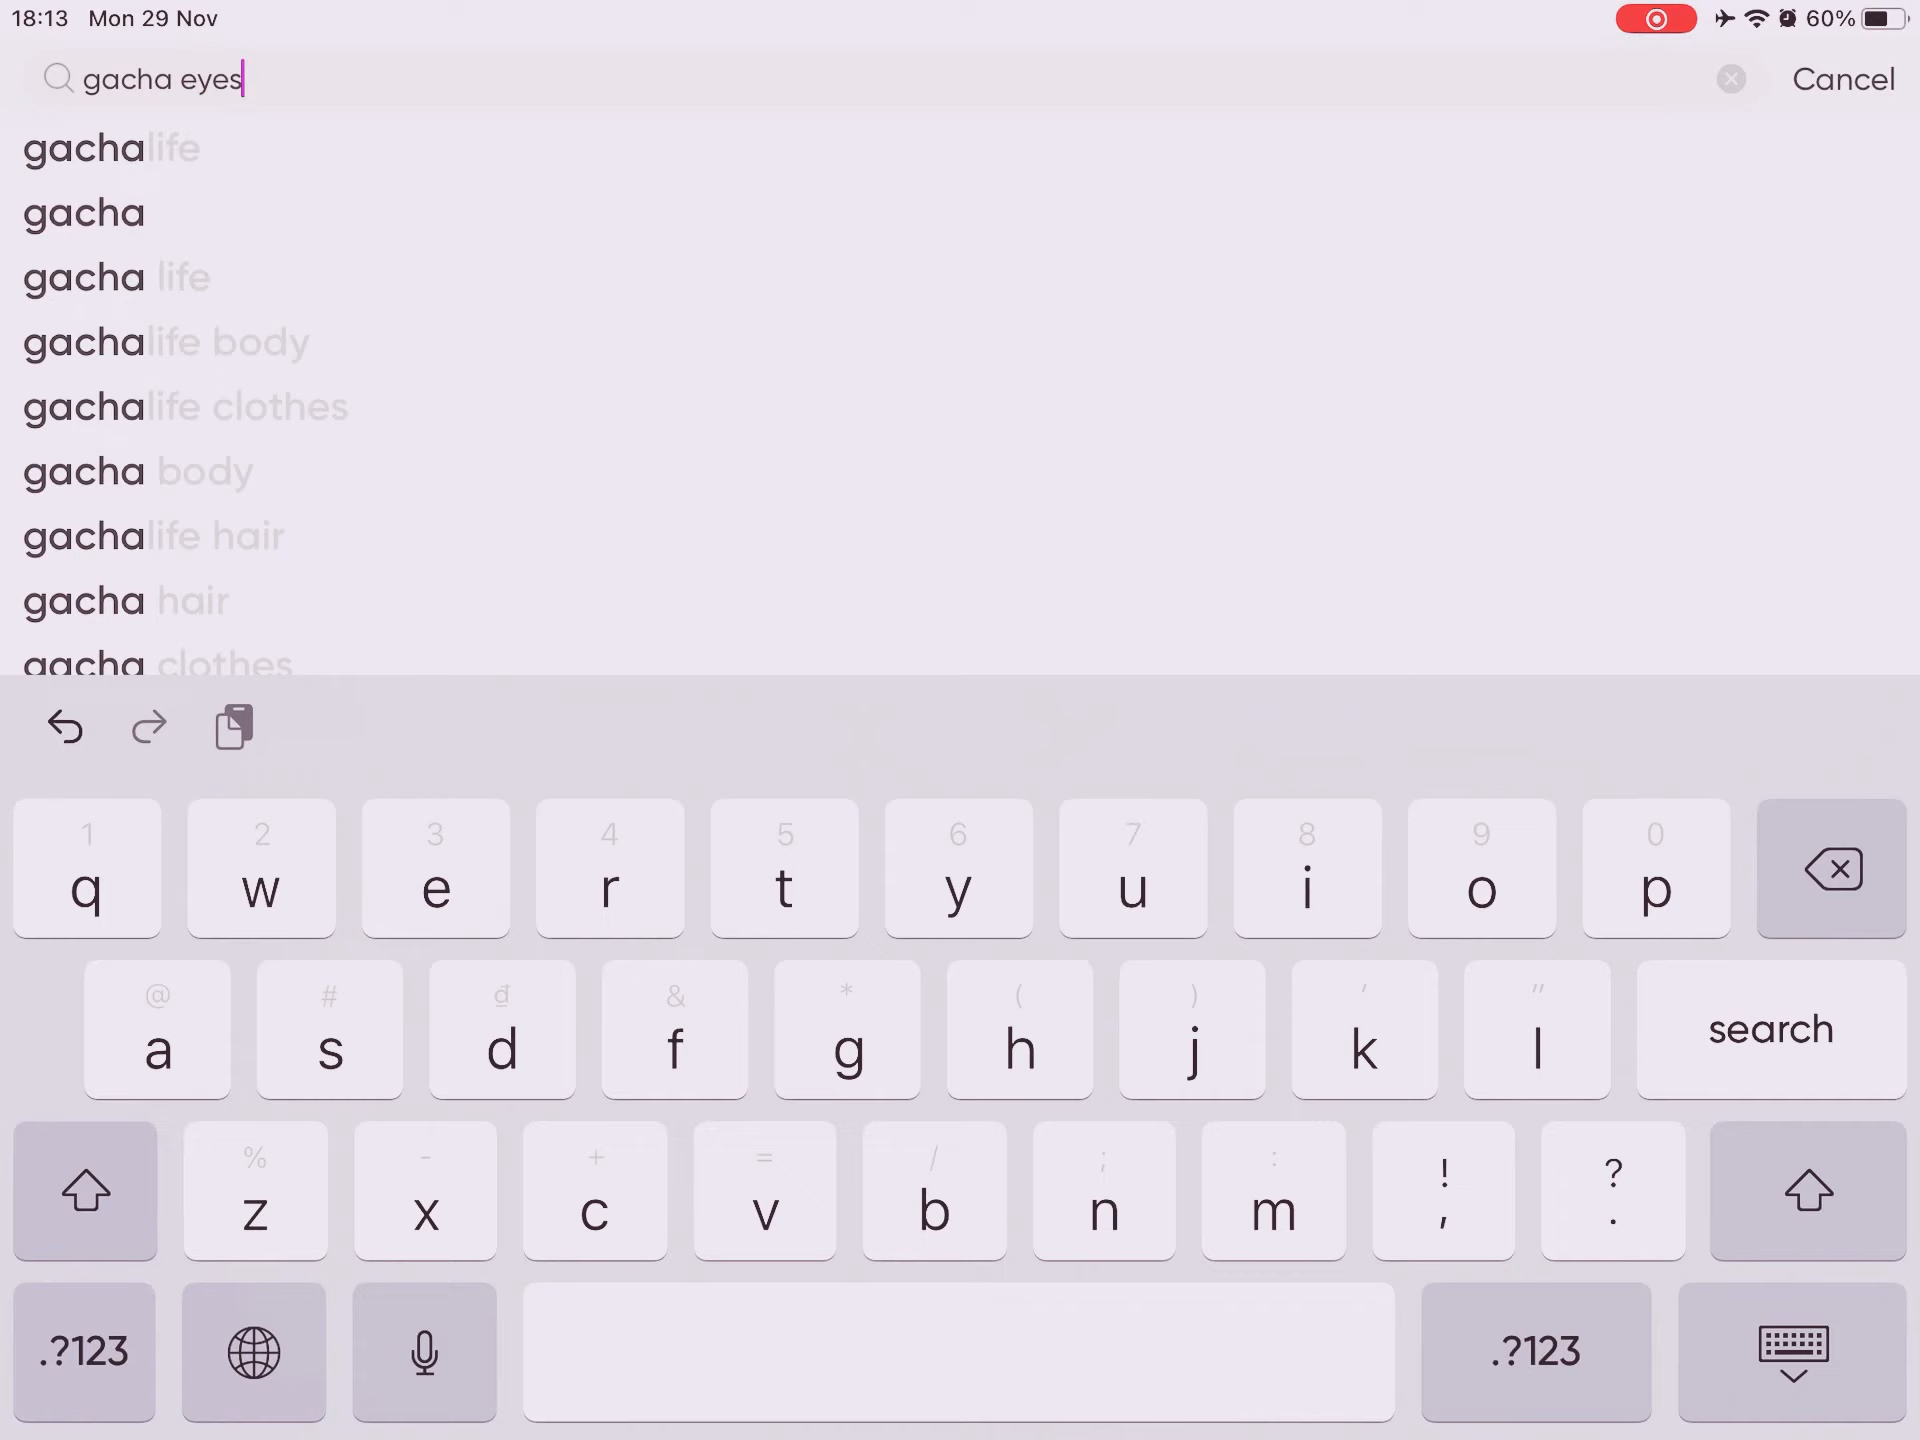 18:13 Mon 29 Nov
60%
gacha eyes
Cancel
gachalife
gacha
gacha life
gachalife body
gachalife clothes
gacha body
gachalife hair
gacha hair
gacha clothes
1 2 3 4 5 6 7 8 9 0
q w e r t y u i o p
@ # ₫ & * ( ) ' "
a s d f g h j k l search
% - + = / ; : ! ?
z x c v b n m , .
.?123 .?123